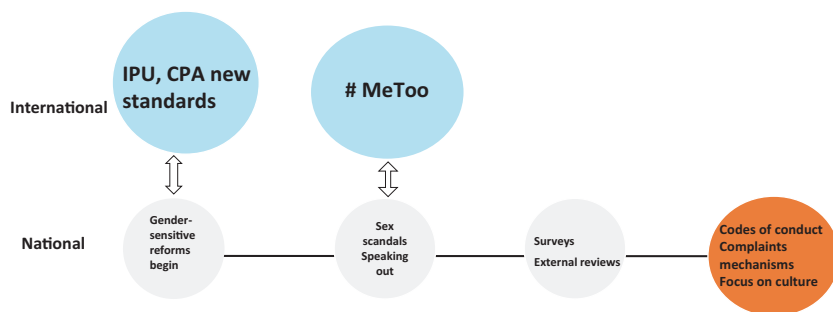 International
IPU, CPA new
standards
# MeToo
National
Gender-
sensitive
reforms
begin
Sex
scandals
Speaking
out
Surveys
External reviews
Codes of conduct
Complaints
mechanisms
Focus on culture